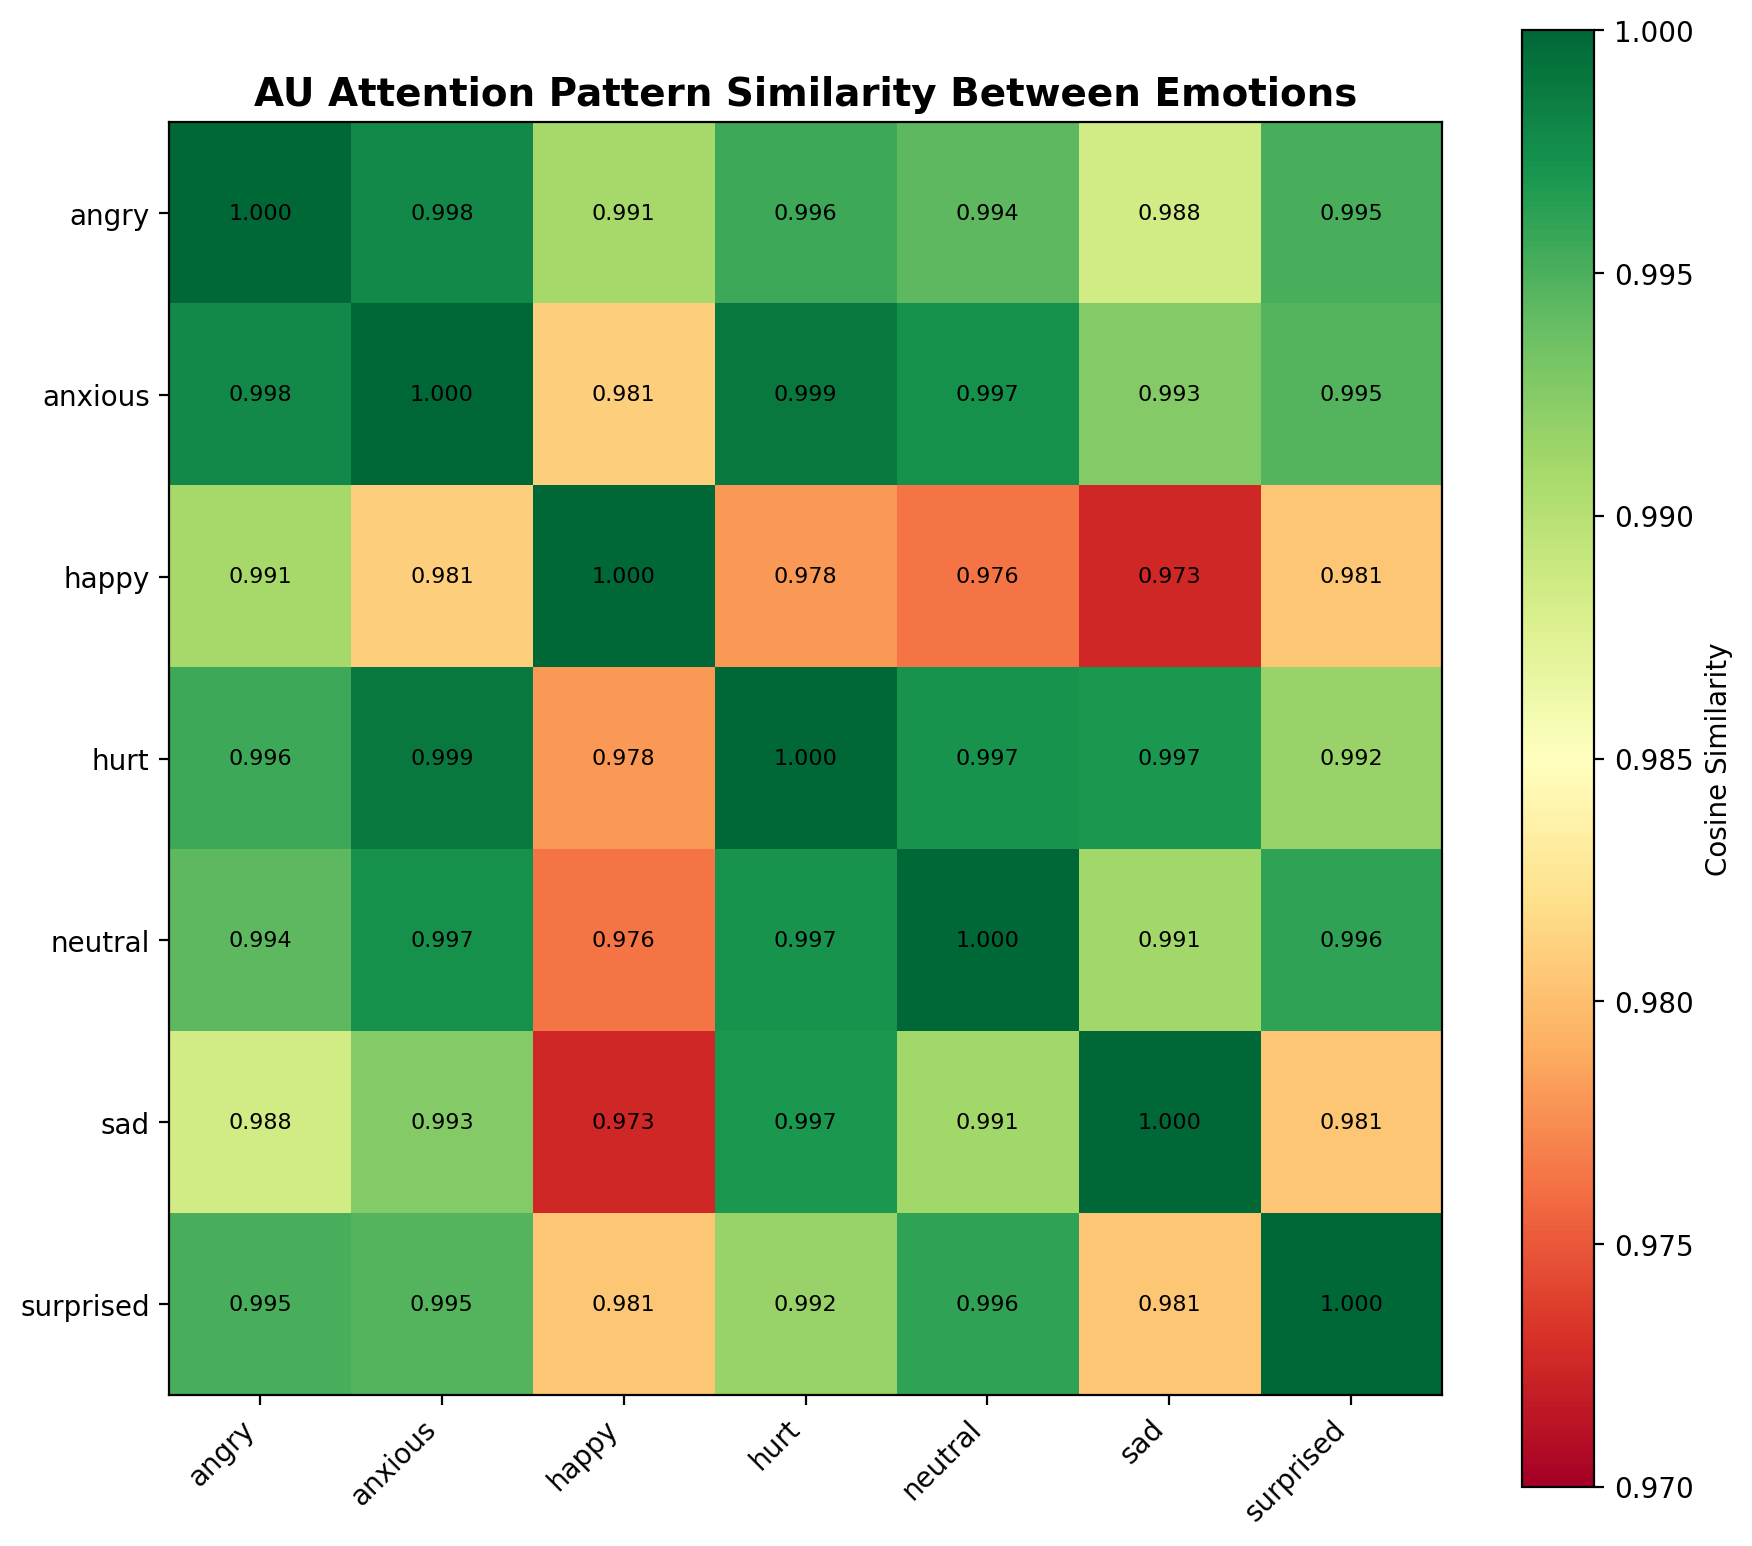 AU Attention Pattern Similarity Between Emotions
angry 1.000 0.998 0.991 0.996 0.994 0.988 0.995
anxious 0.998 1.000 0.981 0.999 0.997 0.993 0.995
happy 0.991 0.981 1.000 0.978 0.976 0.973 0.981
hurt 0.996 0.999 0.978 1.000 0.997 0.997 0.992
neutral 0.994 0.997 0.976 0.997 1.000 0.991 0.996
sad 0.988 0.993 0.973 0.997 0.991 1.000 0.981
surprised 0.995 0.995 0.981 0.992 0.996 0.981 1.000
angry anxious happy hurt neutral sad surprised
1.000
0.995
0.990
0.985
0.980
0.975
0.970
Cosine Similarity